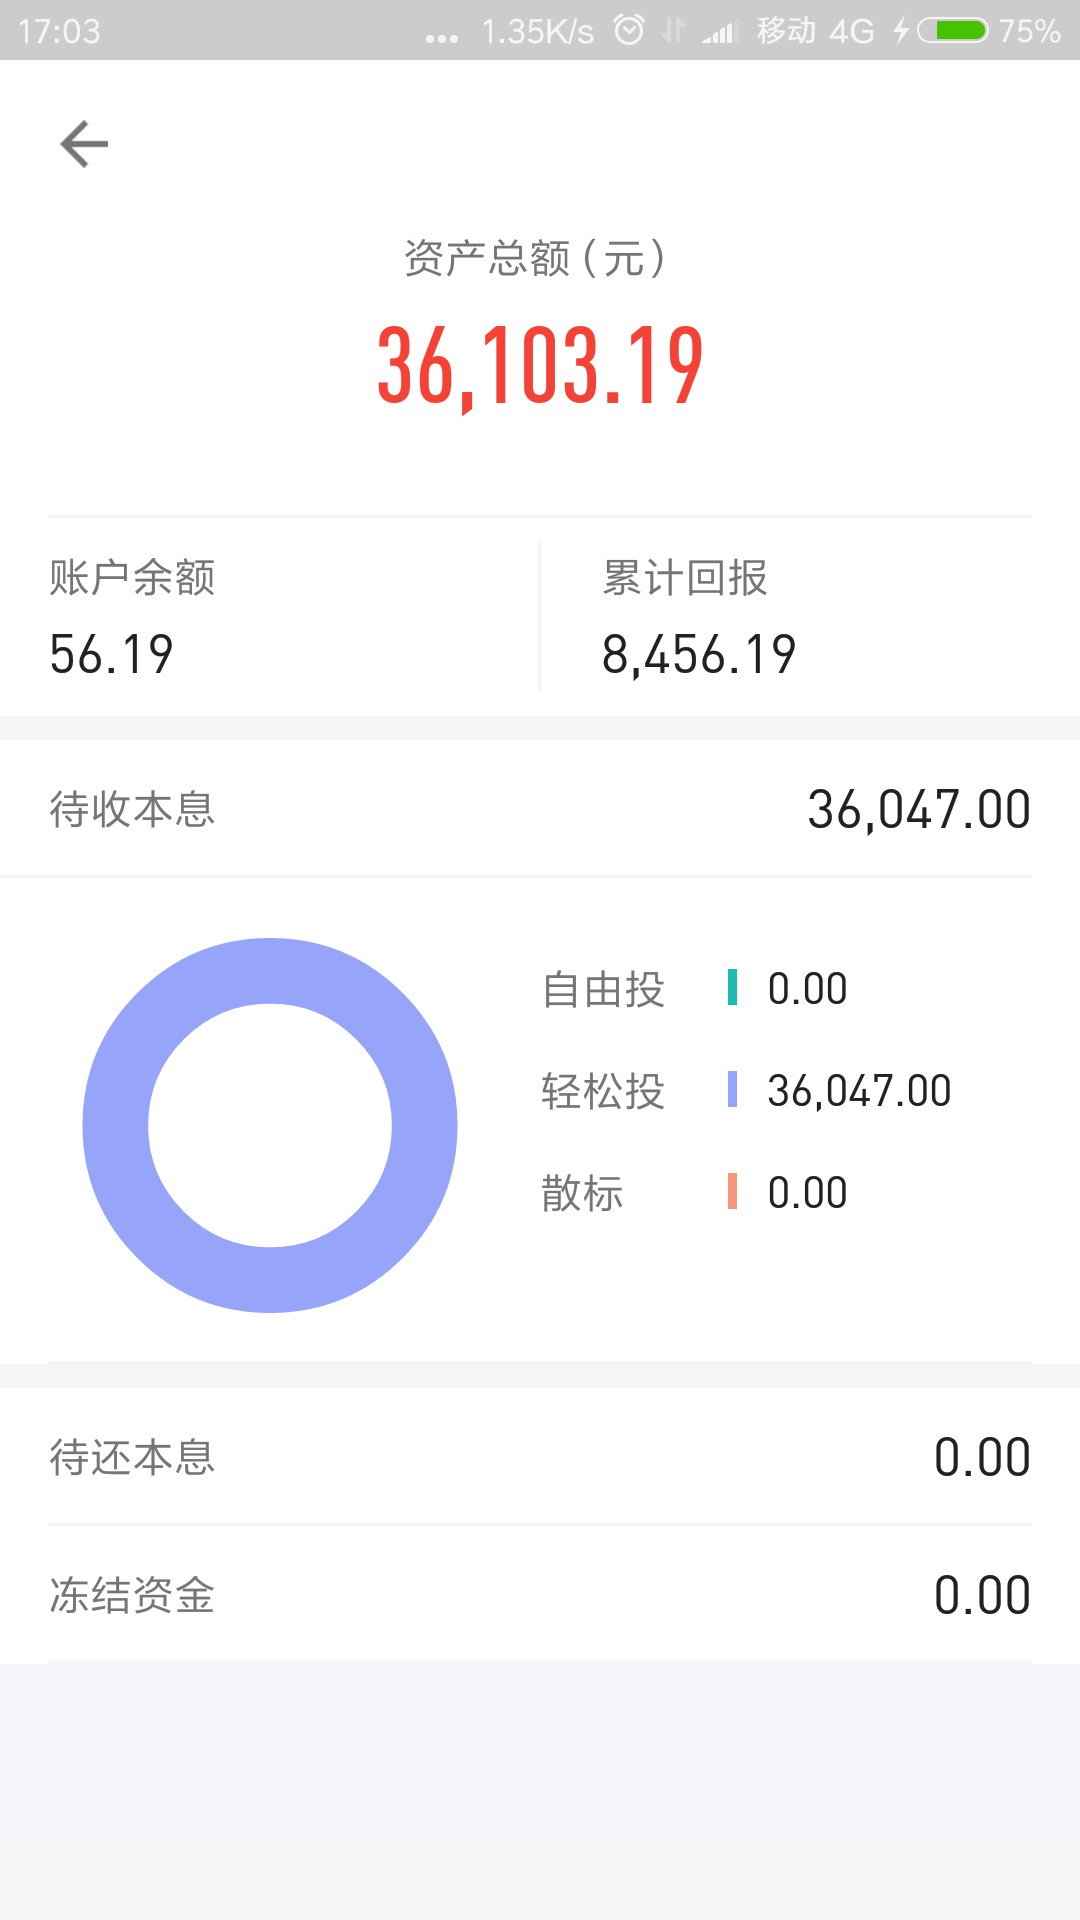 17:03 ... 1.35K/s 移动 4G 75%
资产总额(元)
36,103.19
账户余额 累计回报
56.19 8,456.19
待收本息 36,047.00
自由投 0.00
轻松投 36,047.00
散标 0.00
待还本息 0.00
冻结资金 0.00